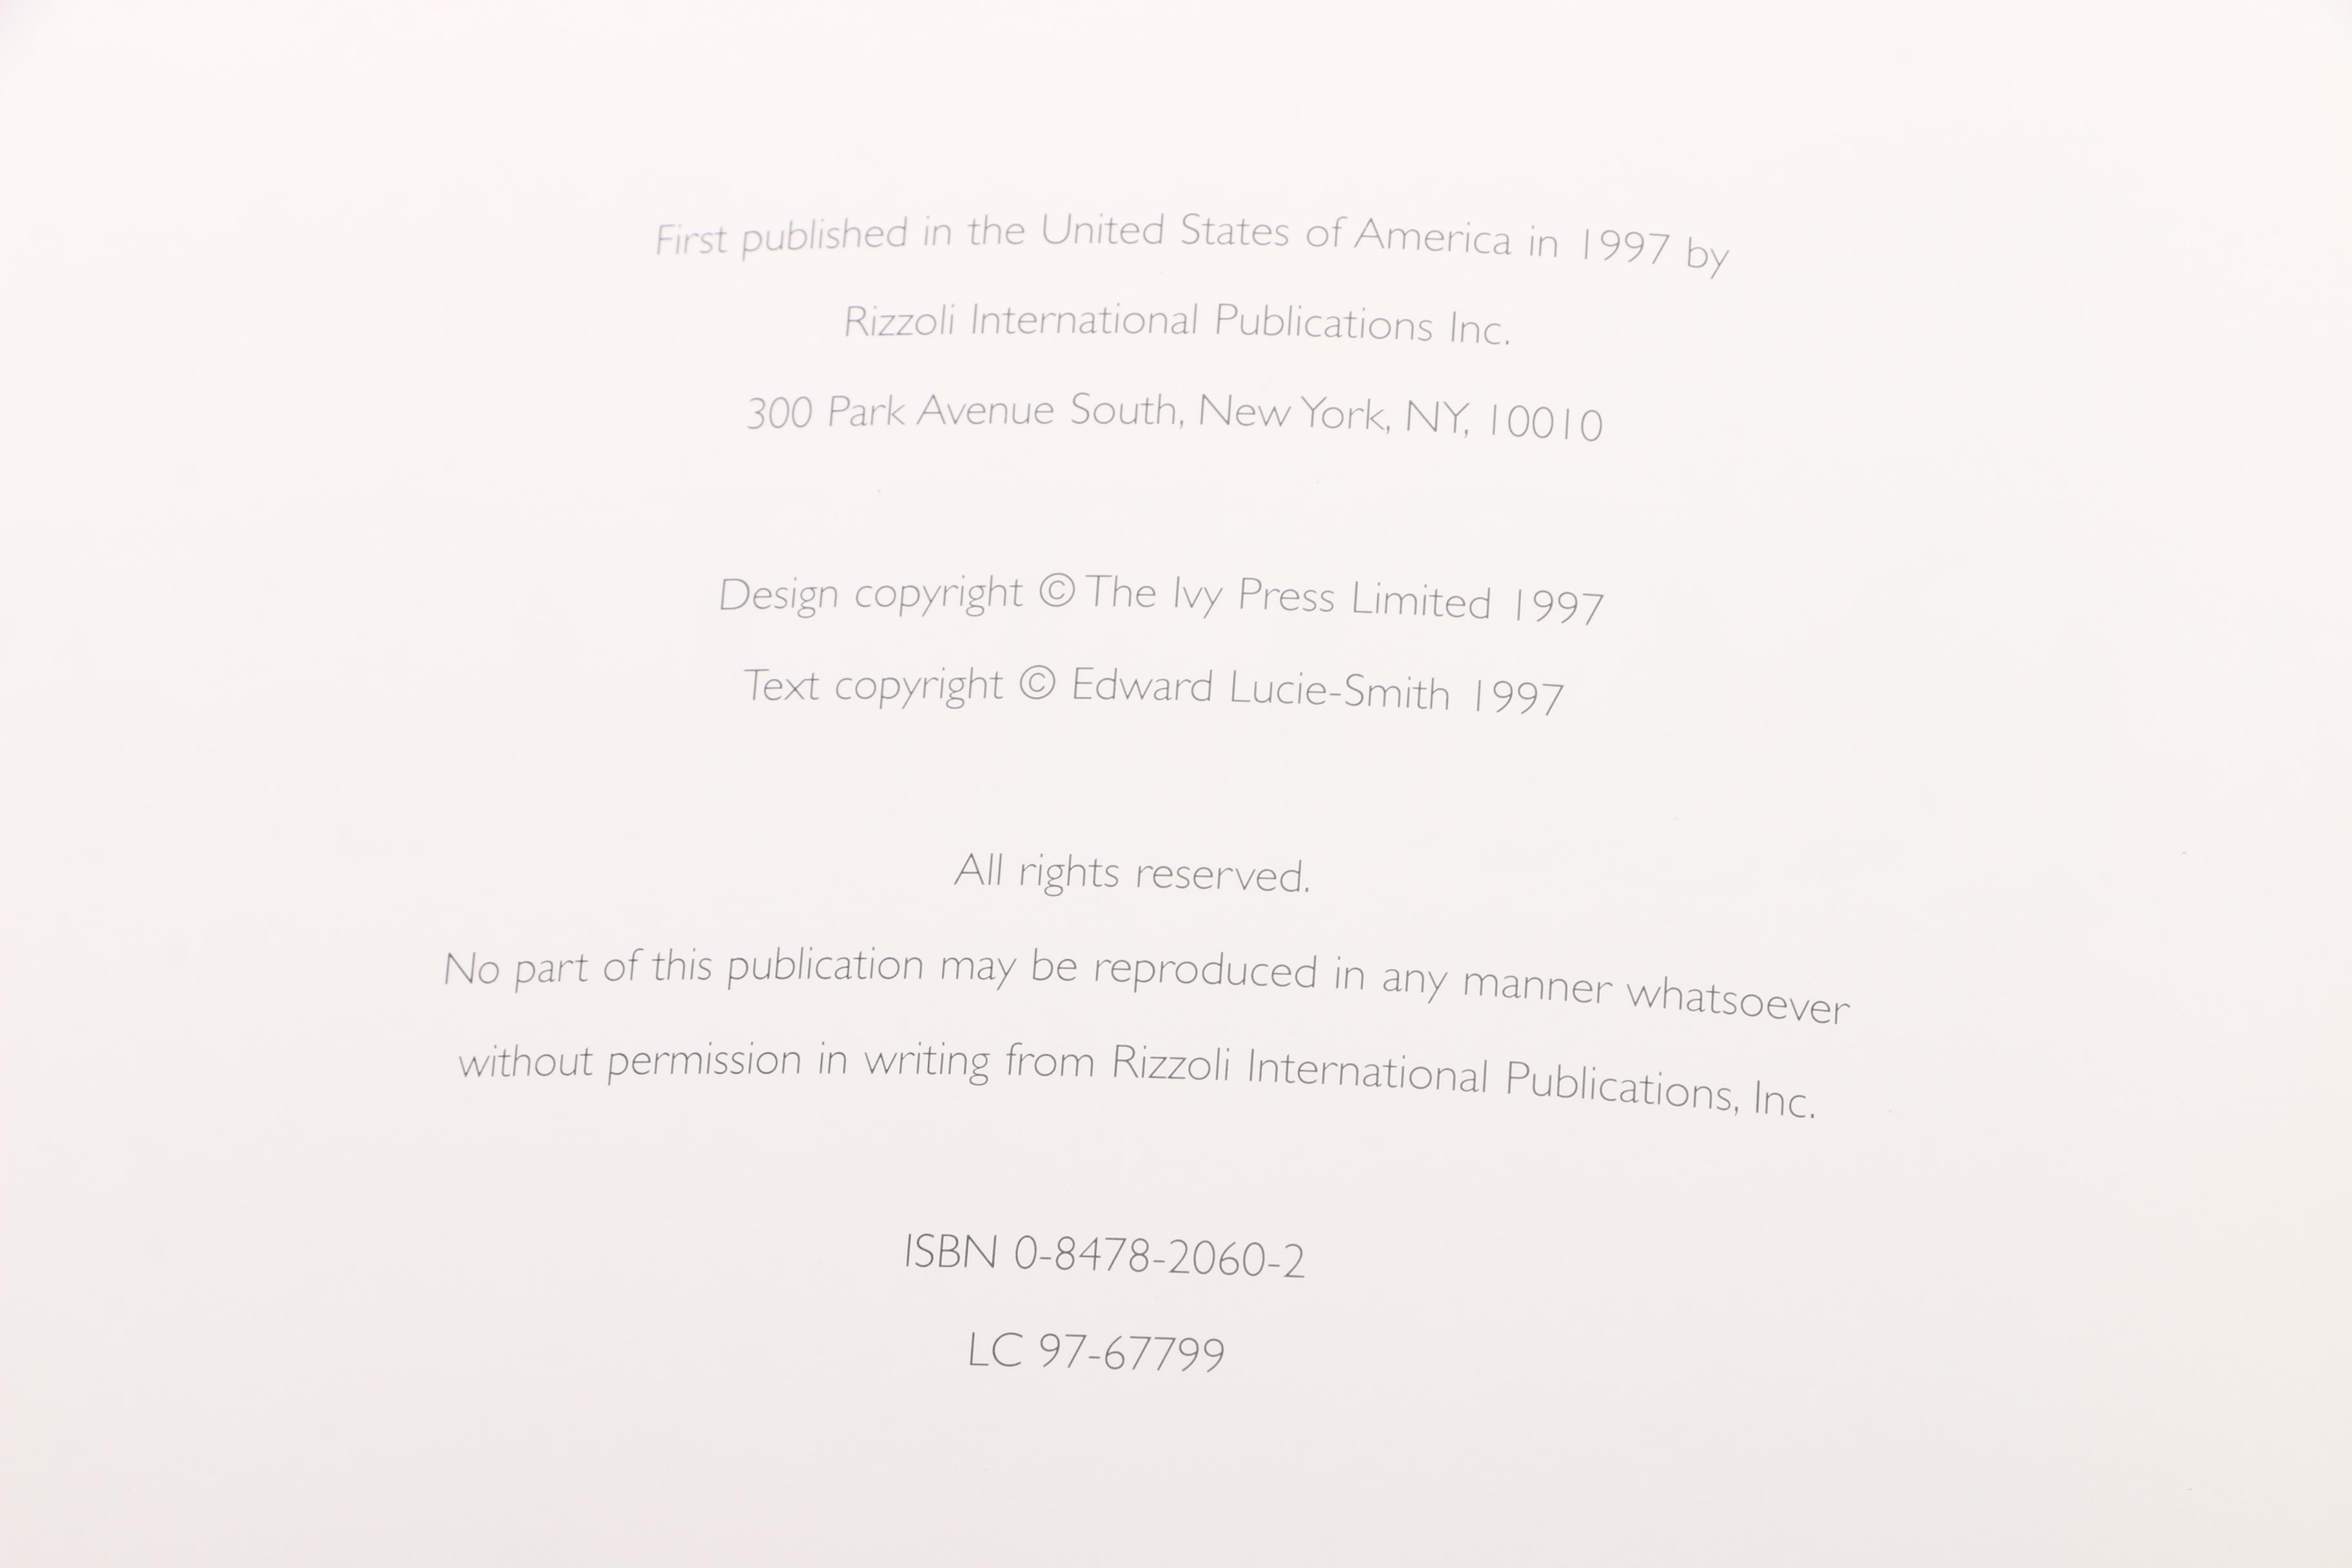 First published in the United States of America in 1997 by
Rizzoli International Publications Inc.
300 Park Avenue South, New York, NY, 10010
Design copyright © The Ivy Press Limited 1997
Text copyright © Edward Lucie-Smith 1997
All rights reserved.
No part of this publication may be reproduced in any manner whatsoever
without permission in writing from Rizzoli International Publications, Inc.
ISBN 0-8478-2060-2
LC 97-67799